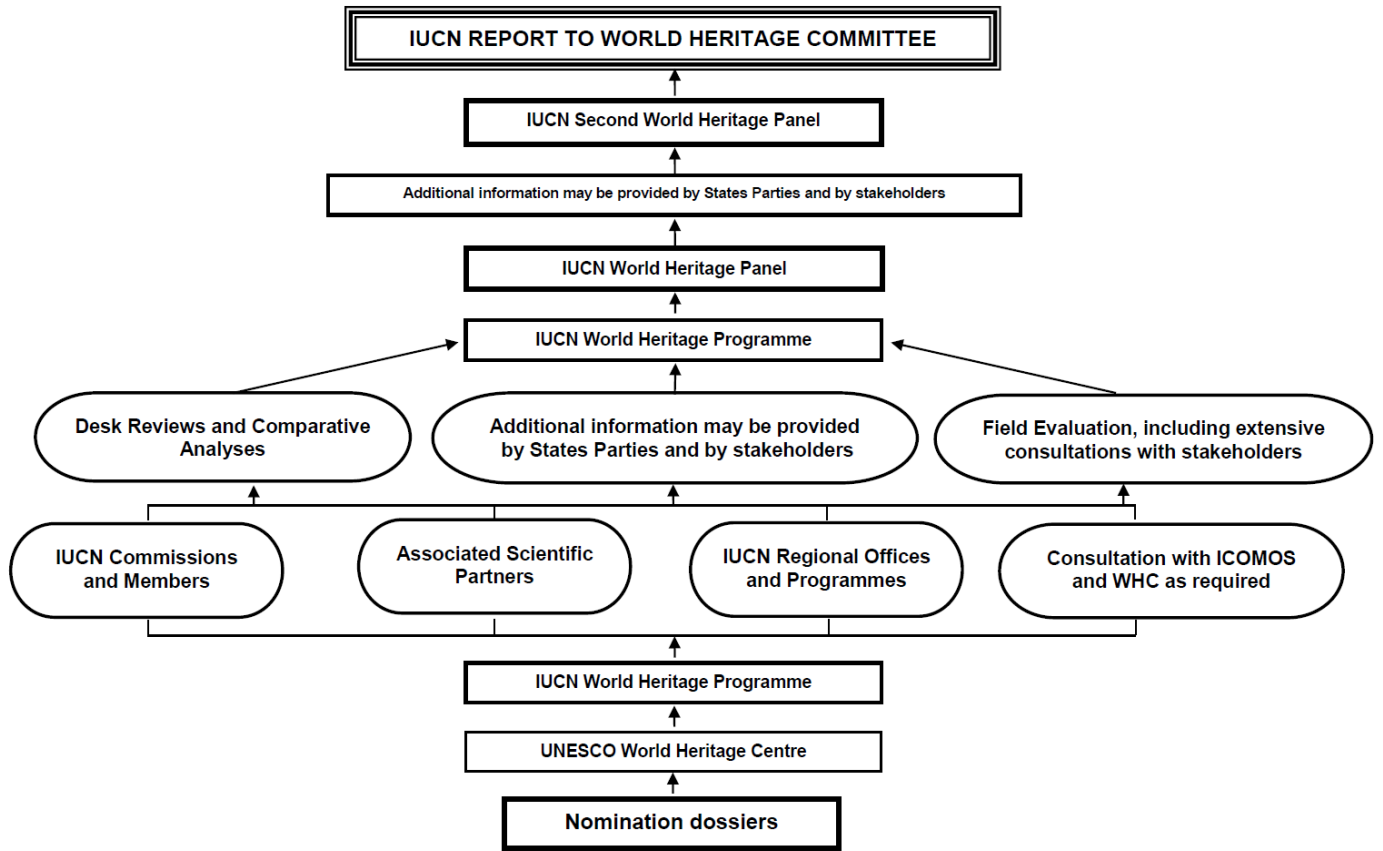 IUCN REPORT TO WORLD HERITAGE COMMITTEE
IUCN Second World Heritage Panel
Additional information may be provided by States Parties and by stakeholders
IUCN World Heritage Panel
IUCN World Heritage Programme
Desk Reviews and Comparative
Analyses
Additional information may be provided
by States Parties and by stakeholders
Field Evaluation, including extensive
consultations with stakeholders
IUCN Commissions
and Members
Associated Scientific
Partners
IUCN Regional Offices
and Programmes
Consultation with ICOMOS
and WHC as required
IUCN World Heritage Programme
UNESCO World Heritage Centre
Nomination dossiers